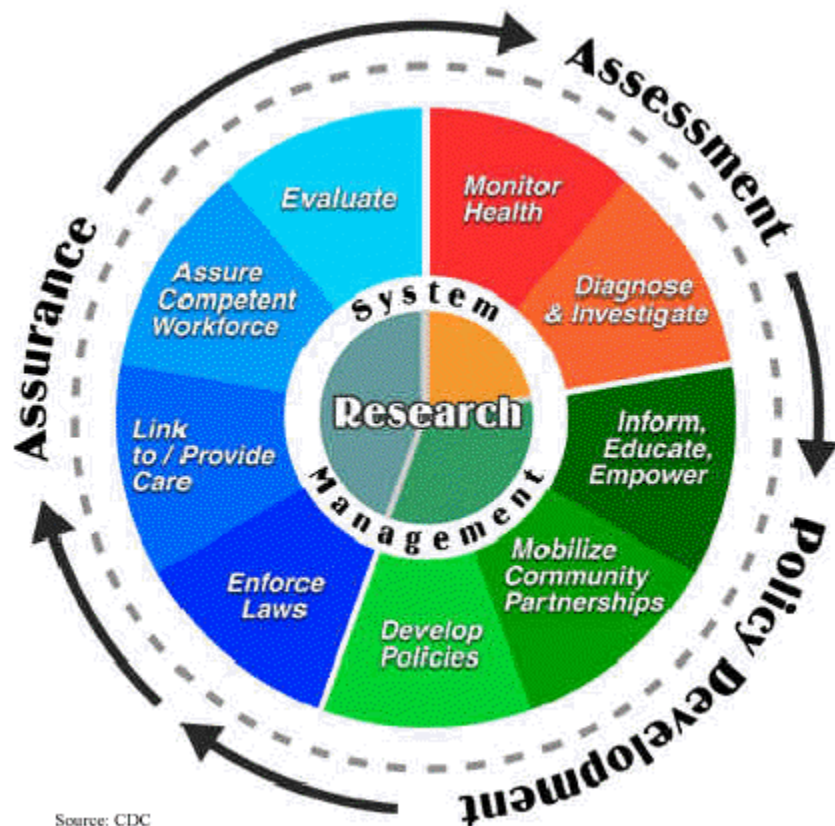 Assessment
Monitor
Health
Diagnose
& Investigate
Policy Development
Inform,
Educate,
Empower
Mobilize
Community
Partnerships
Develop
Policies
Assurance
Enforce
Laws
Link
to / Provide
Care
Assure
Competent
Workforce
Evaluate
System
Management
Research
Source: CDC